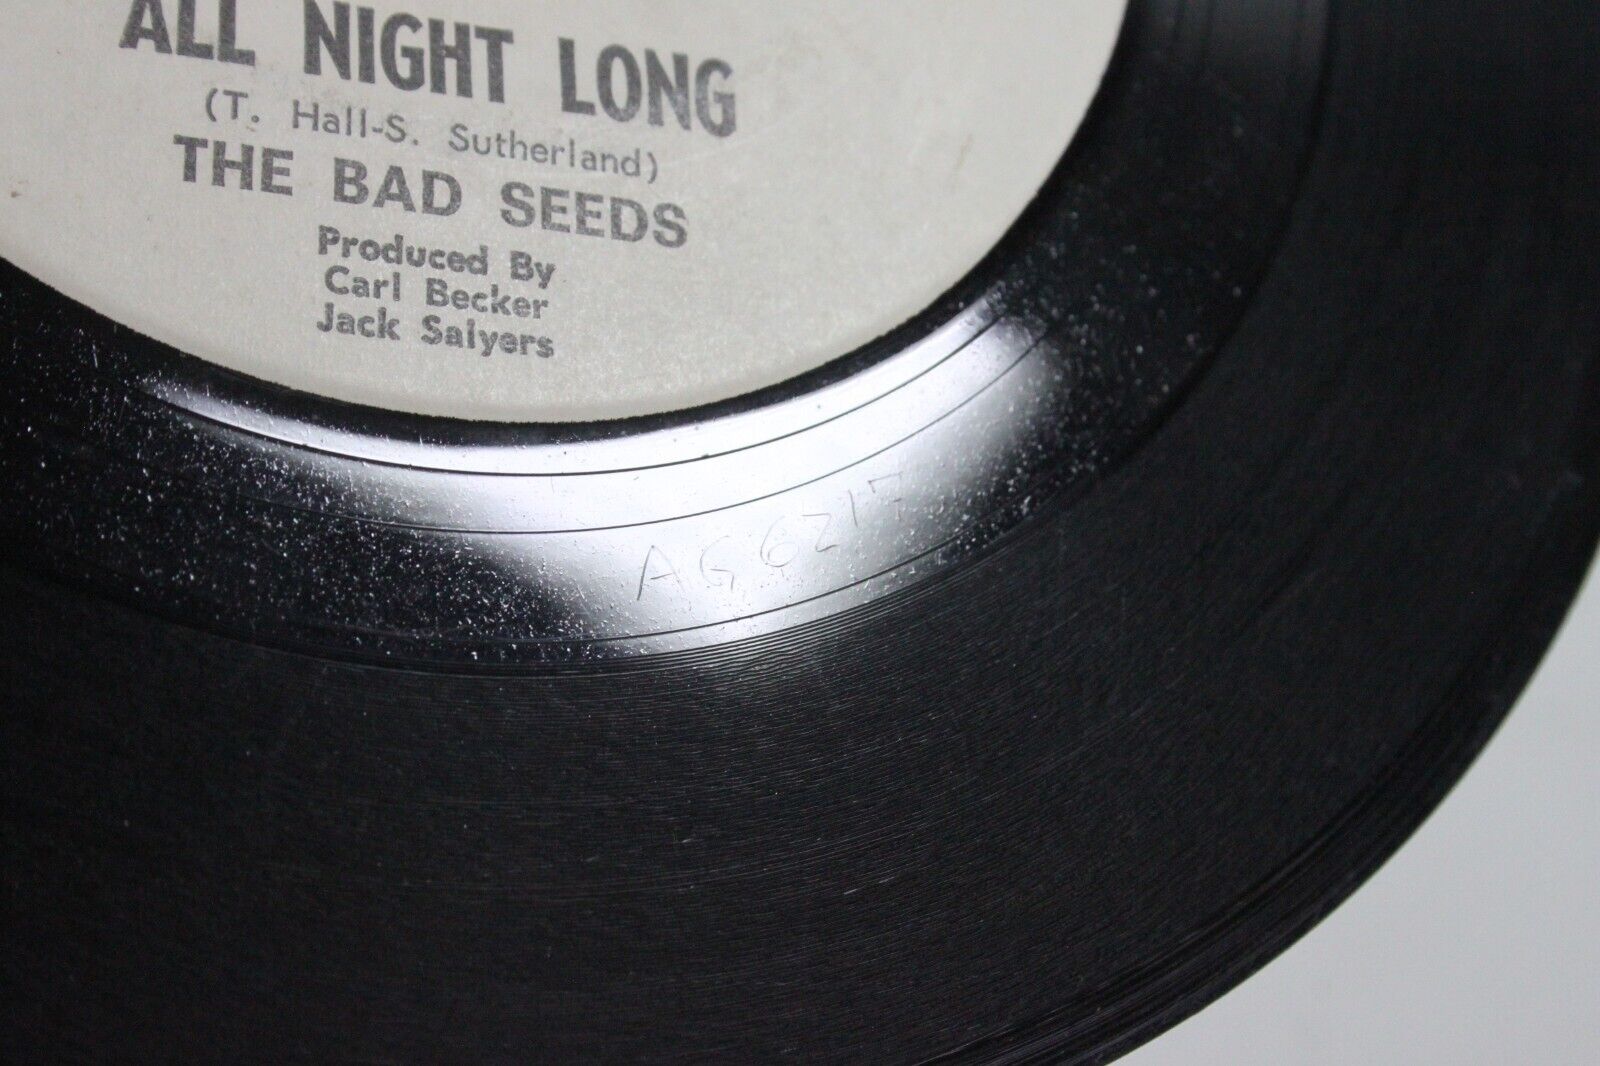 ALL NIGHT LONG
(T. Hall-S. Sutherland)
THE BAD SEEDS
Produced By
Carl Becker
Jack Salyers
AG6217